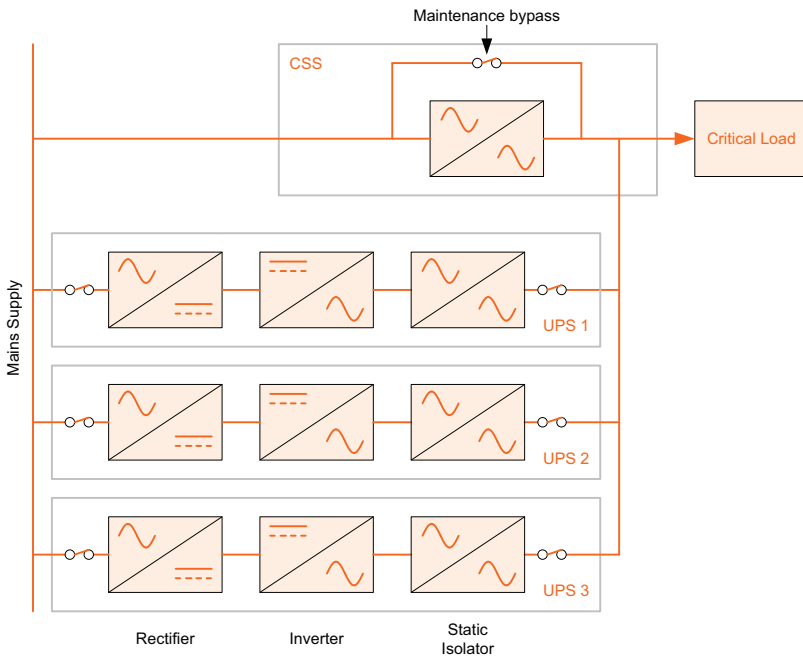 Maintenance bypass
CSS
Critical Load
Mains Supply
UPS 1
UPS 2
UPS 3
Rectifier
Inverter
Static
Isolator